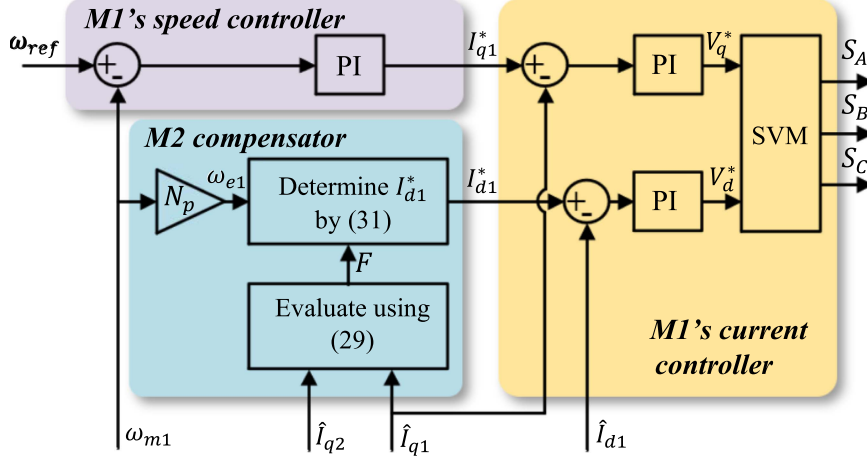 M1's speed controller
ω_ref
+
-
PI
I*_q1
+
-
PI
V*_q
SVM
S_A
S_B
S_C
M2 compensator
N_p
ω_e1
Determine I*_d1
by (31)
I*_d1
+
-
PI
V*_d
F
Evaluate using
(29)
M1's current
controller
ω_m1
Î_q2
Î_q1
Î_d1